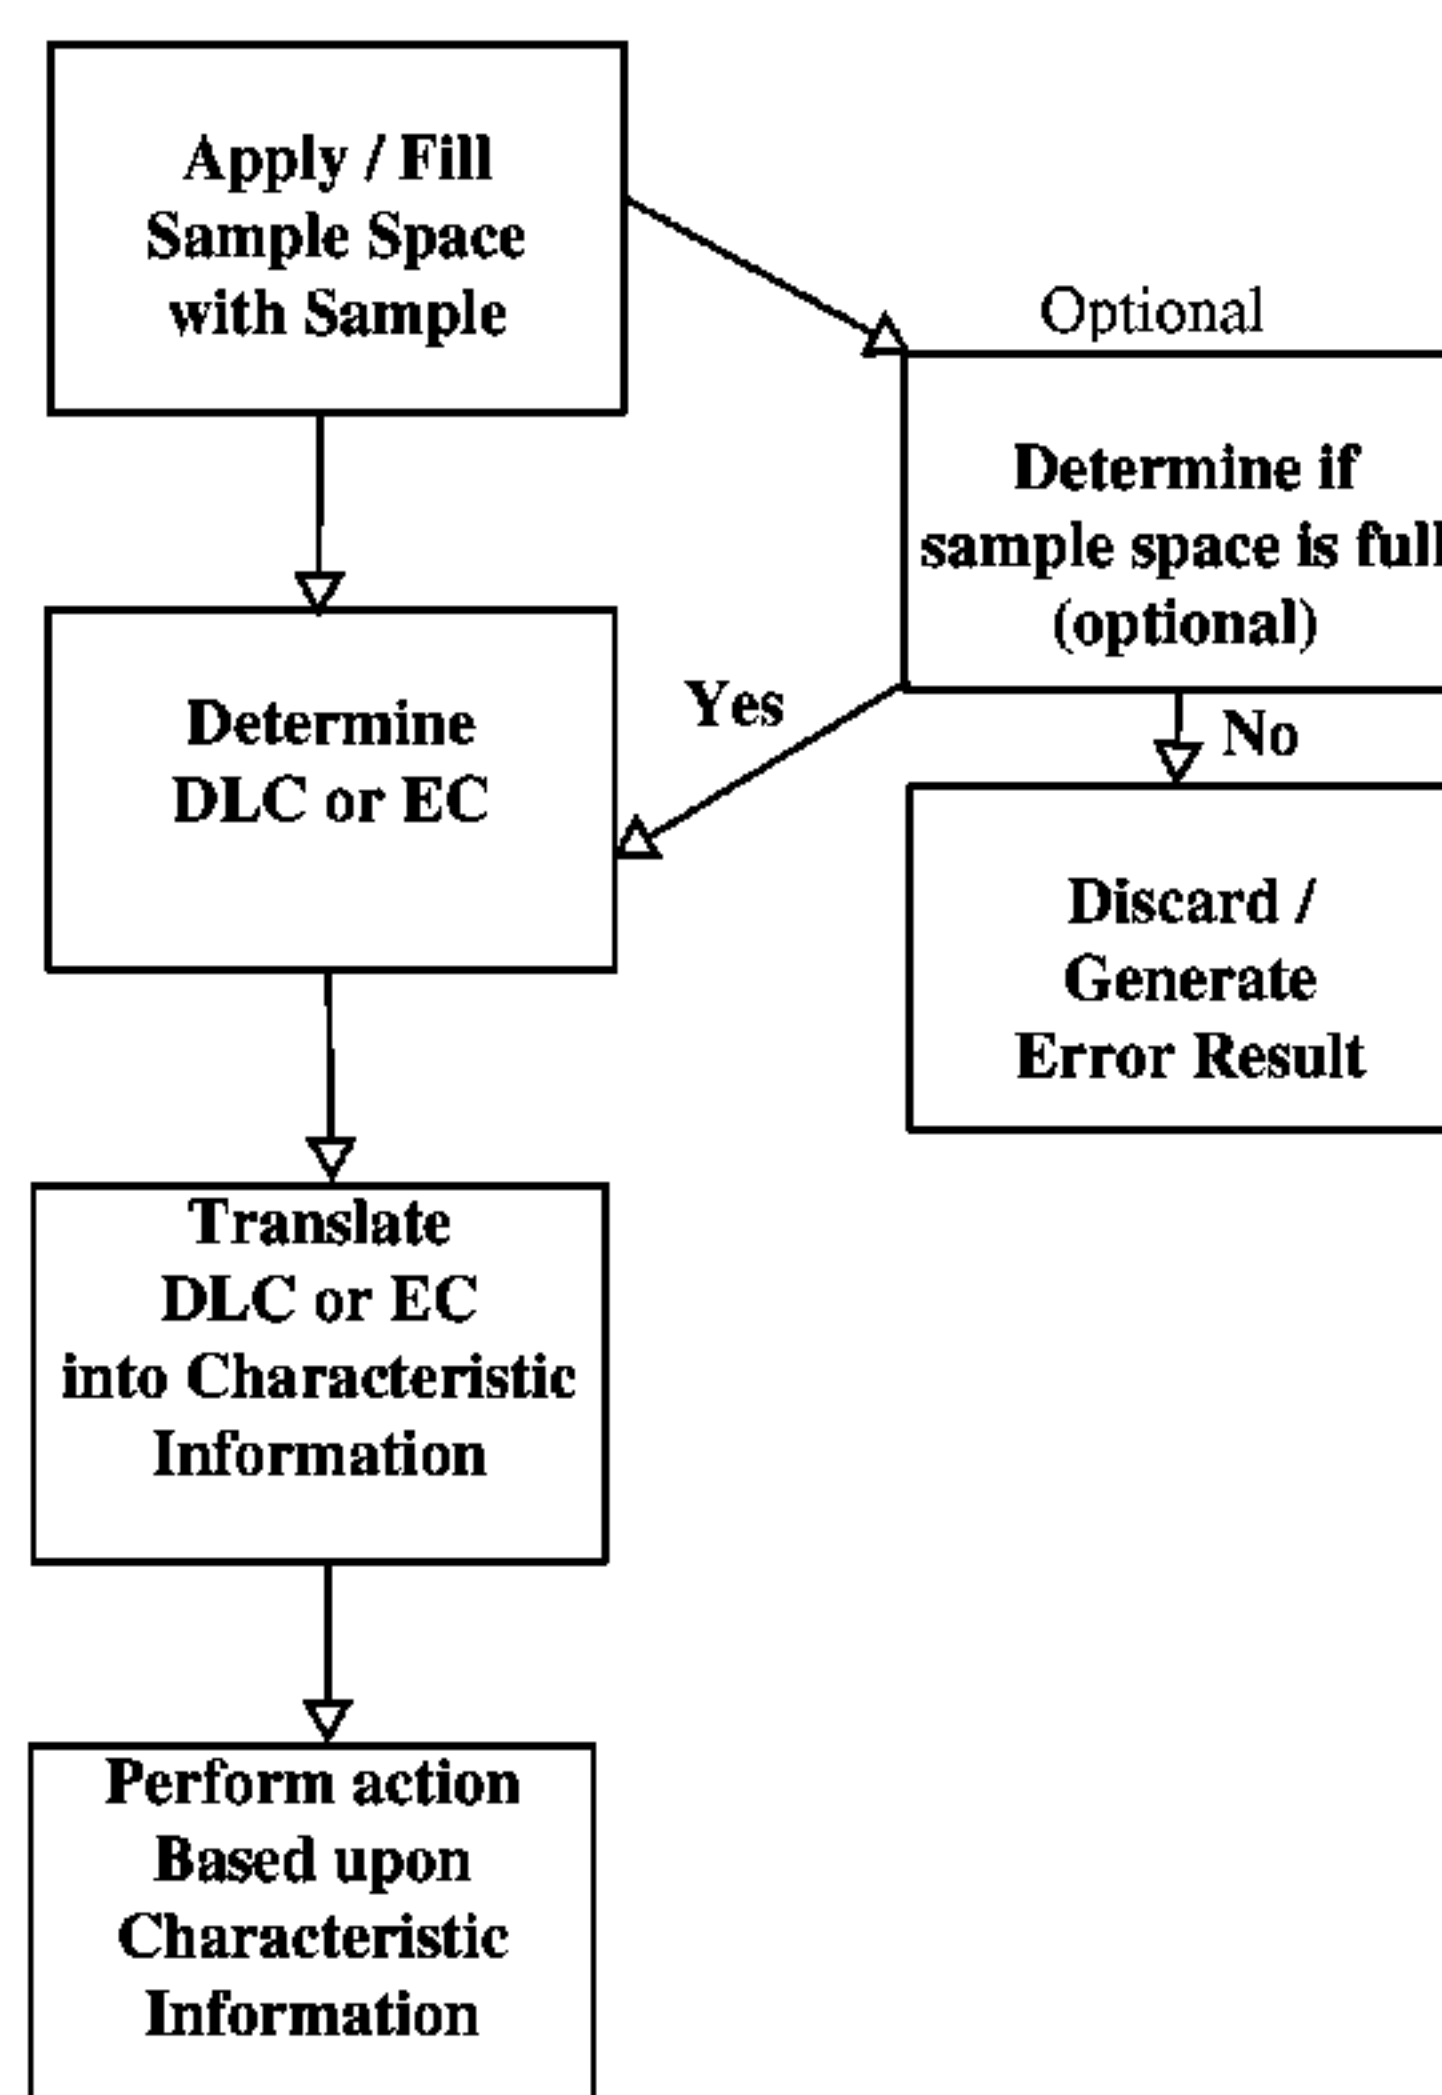 Apply / Fill
Sample Space
with Sample
Optional
Determine if
sample space is full
(optional)
Yes
No
Determine
DLC or EC
Discard /
Generate
Error Result
Translate
DLC or EC
into Characteristic
Information
Perform action
Based upon
Characteristic
Information